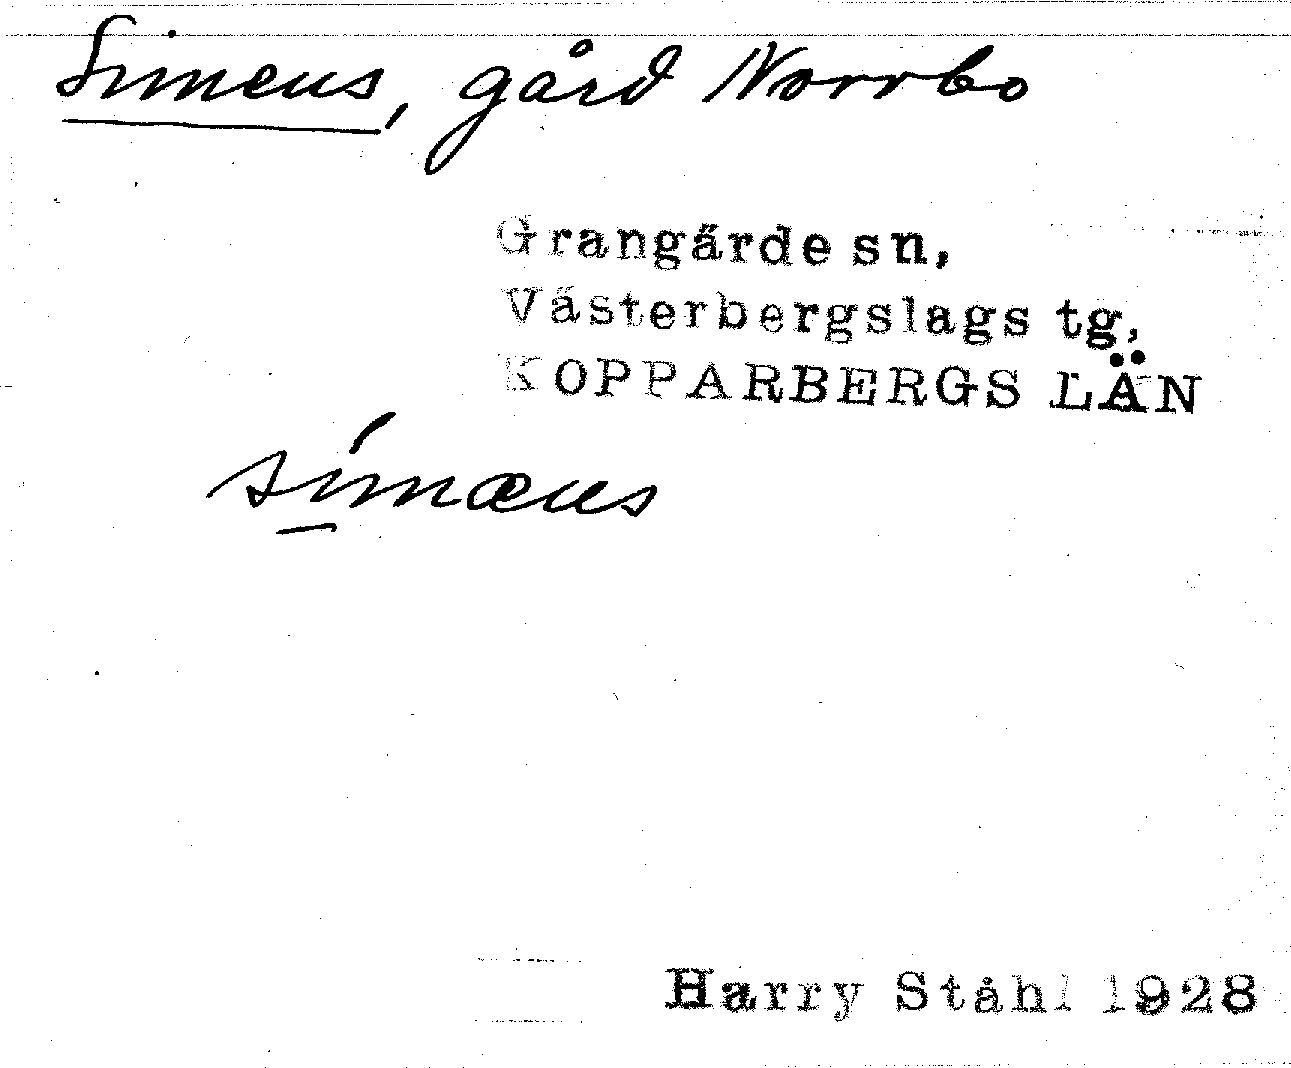 Simeus, gård Norrbo
Grangärde sn,
Västerbergslags tg,
KOPPARBERGS LÄN
símæus
Harry Ståhl 1928